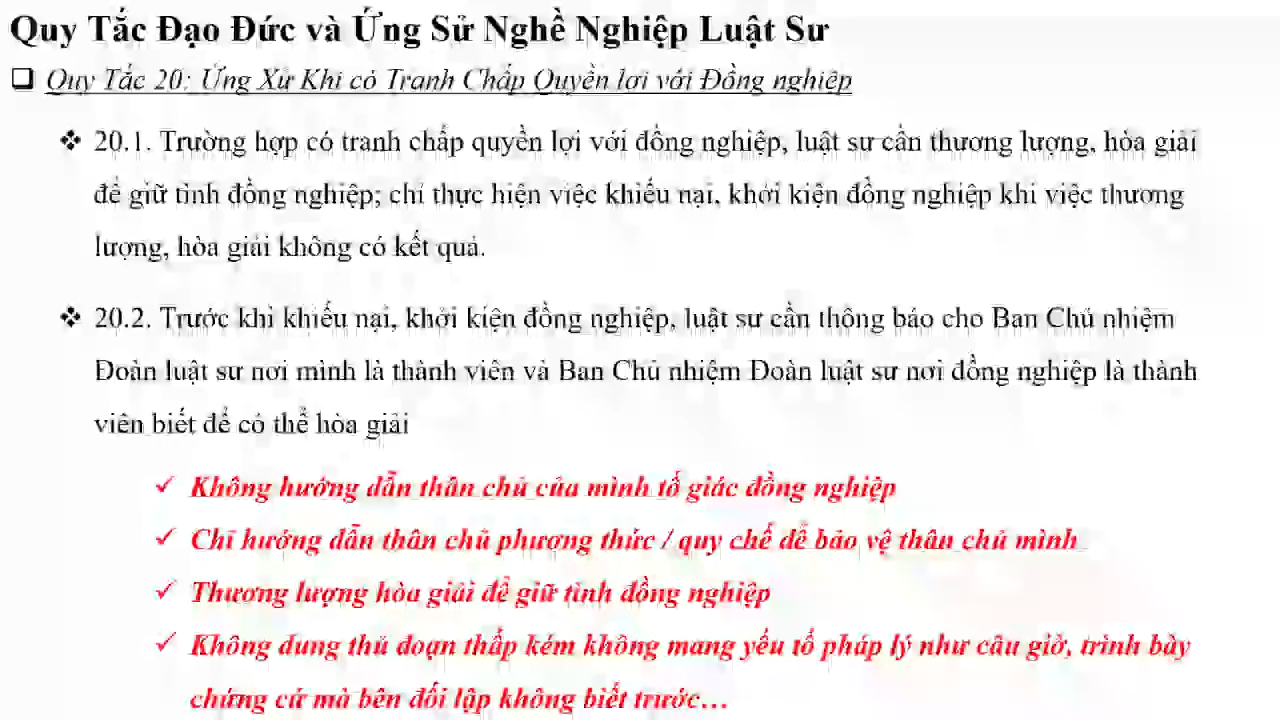 Quy Tắc Đạo Đức và Ứng Sử Nghề Nghiệp Luật Sư
Quy Tắc 20: Ứng Xử Khi có Tranh Chấp Quyền lợi với Đồng nghiệp
20.1. Trường hợp có tranh chấp quyền lợi với đồng nghiệp, luật sư cần thương lượng, hòa giải
để giữ tình đồng nghiệp; chỉ thực hiện việc khiếu nại, khởi kiện đồng nghiệp khi việc thương
lượng, hòa giải không có kết quả.
20.2. Trước khi khiếu nại, khởi kiện đồng nghiệp, luật sư cần thông báo cho Ban Chủ nhiệm
Đoàn luật sư nơi mình là thành viên và Ban Chủ nhiệm Đoàn luật sư nơi đồng nghiệp là thành
viên biết để có thể hòa giải
Không hướng dẫn thân chủ của mình tố giác đồng nghiệp
Chỉ hướng dẫn thân chủ phương thức / quy chế để bảo vệ thân chủ mình
Thương lượng hòa giải để giữ tình đồng nghiệp
Không dung thủ đoạn thấp kém không mang yếu tố pháp lý như câu giờ, trình bày
chứng cứ mà bên đối lập không biết trước…